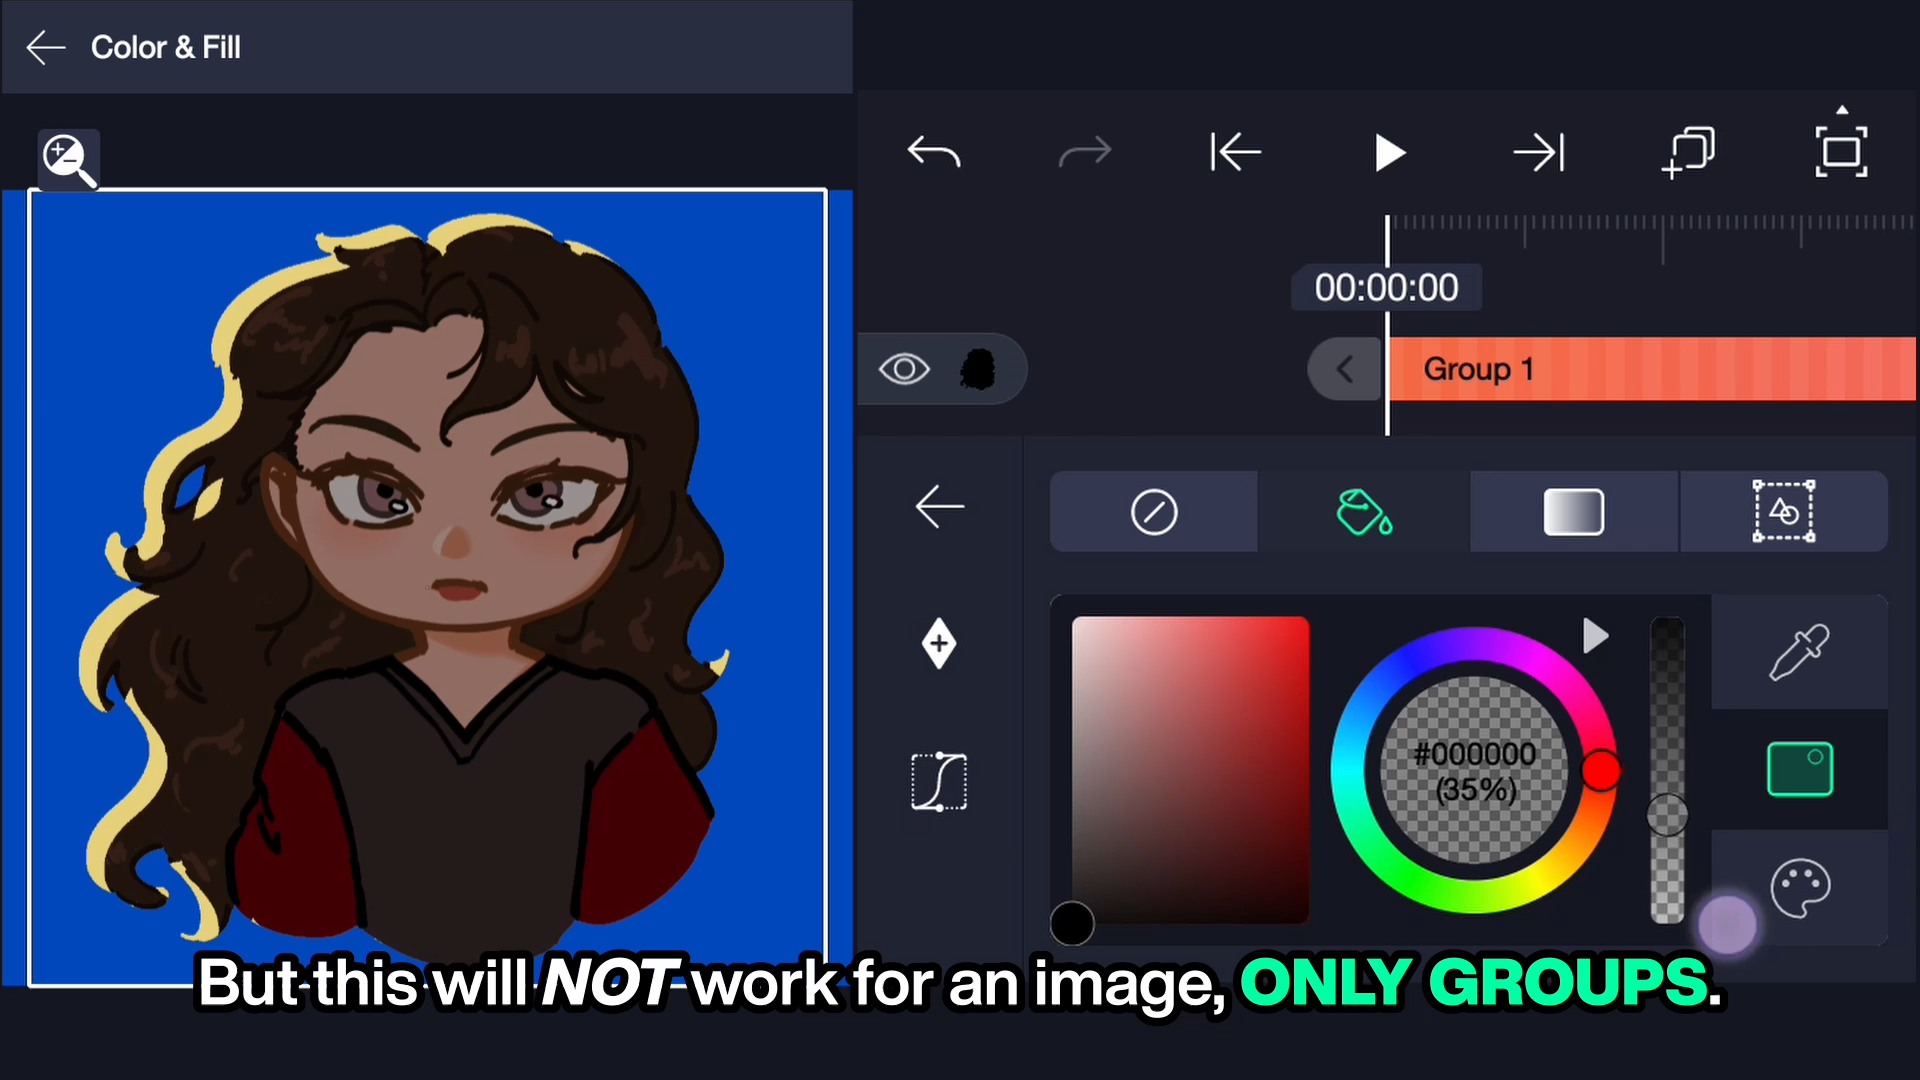 Color & Fill
00:00:00
Group 1
#000000
(35%)
But this will NOT work for an image, ONLY GROUPS.